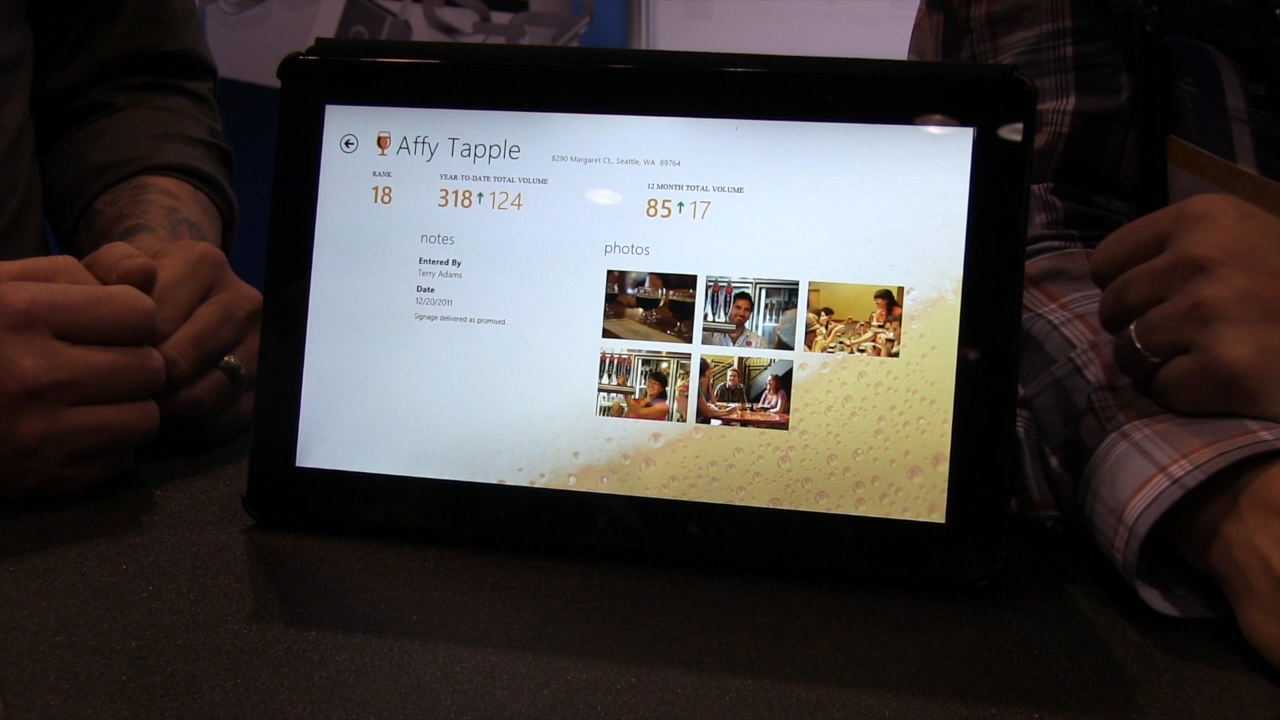 Affy Tapple
8290 Margaret Ct., Seattle, WA 89764
RANK
18
YEAR-TO-DATE TOTAL VOLUME
318↑124
12 MONTH TOTAL VOLUME
85↑17
notes
Entered By
Terry Adams
Date
12/20/2011
Signage delivered as promised.
photos